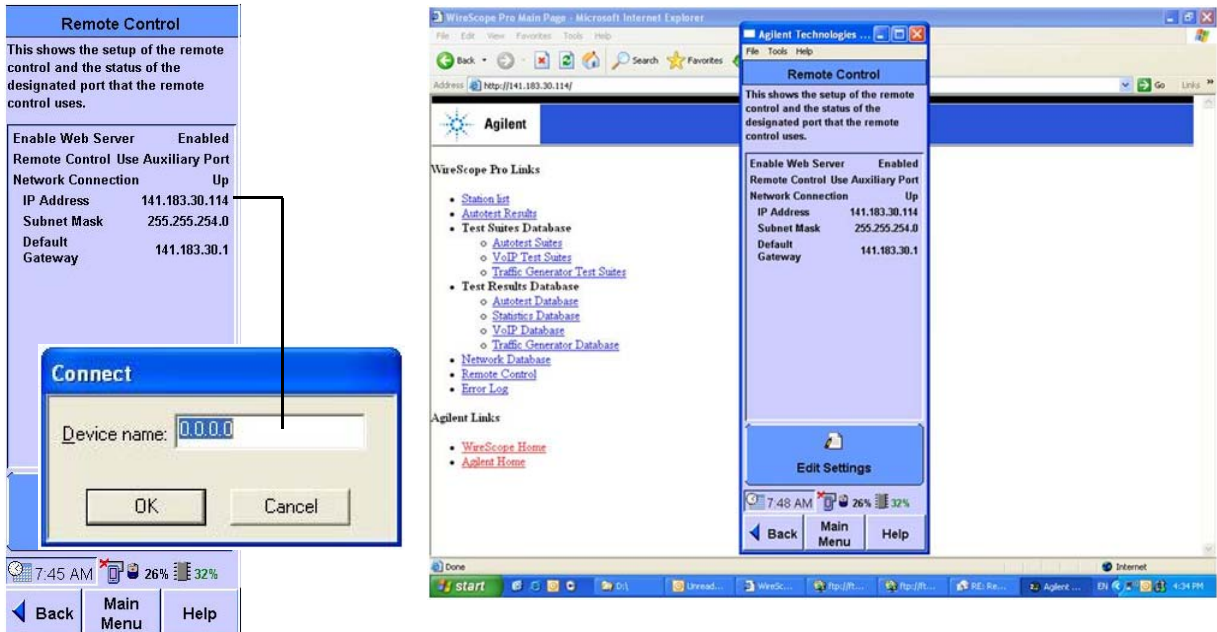 Remote Control
This shows the setup of the remote
control and the status of the
designated port that the remote
control uses.
Enable Web Server Enabled
Remote Control Use Auxiliary Port
Network Connection Up
IP Address 141.183.30.114
Subnet Mask 255.255.254.0
Default
Gateway 141.183.30.1
Connect
Device name: 0.0.0.0
OK Cancel
7:45 AM 26% 32%
Back Main
Menu Help
WireScope Pro Main Page - Microsoft Internet Explorer
File Edit View Favorites Tools Help
Back Search Favorites
Address http://141.183.30.114/ Go Links »
Agilent
WireScope Pro Links
Station list
Autotest Results
Test Suites Database
Autotest Suites
VoIP Test Suites
Traffic Generator Test Suites
Test Results Database
Autotest Database
Statistics Database
VoIP Database
Traffic Generator Database
Network Database
Remote Control
Error Log
Agilent Links
WireScope Home
Agilent Home
Agilent Technologies ...
File Tools Help
Remote Control
This shows the setup of the remote
control and the status of the
designated port that the remote
control uses.
Enable Web Server Enabled
Remote Control Use Auxiliary Port
Network Connection Up
IP Address 141.183.30.114
Subnet Mask 255.255.254.0
Default
Gateway 141.183.30.1
Edit Settings
7:48 AM 26% 32%
Back Main
Menu Help
Done Internet
start D:\ Unread... WireSc... ftp://ft... ftp://ft... RE: Re... Agilent ... EN 4:34 PM